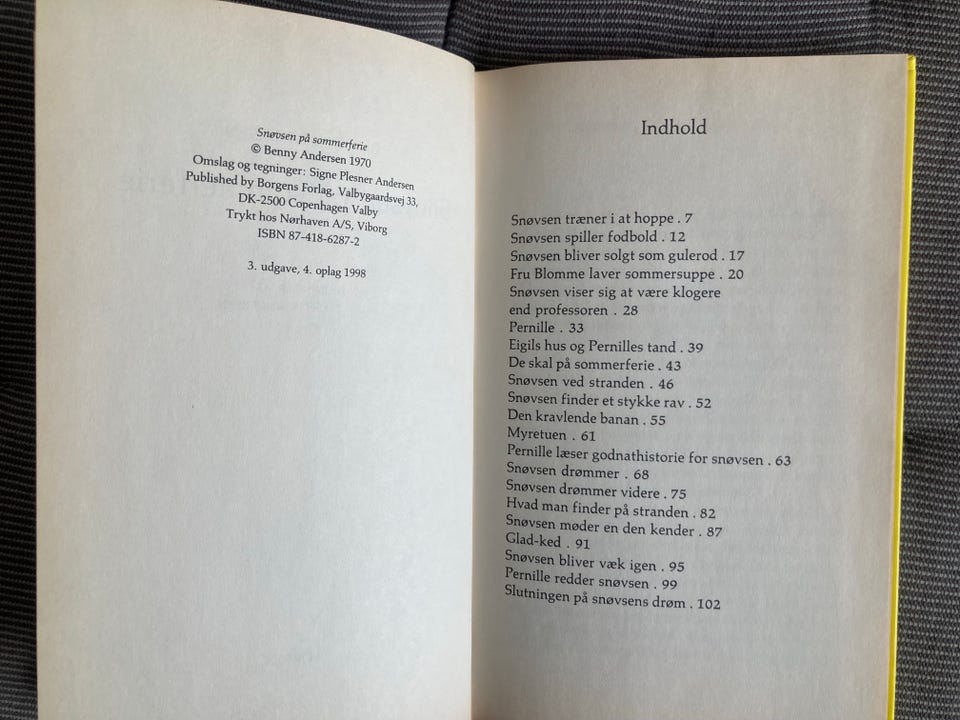 Snøvsen på sommerferie
© Benny Andersen 1970
Omslag og tegninger: Signe Plesner Andersen
Published by Borgens Forlag, Valbygaardsvej 33,
DK-2500 Copenhagen Valby
Trykt hos Nørhaven A/S, Viborg
ISBN 87-418-6287-2
3. udgave, 4. oplag 1998
Indhold
Snøvsen træner i at hoppe . 7
Snøvsen spiller fodbold . 12
Snøvsen bliver solgt som gulerod . 17
Fru Blomme laver sommersuppe . 20
Snøvsen viser sig at være klogere
end professoren . 28
Pernille . 33
Eigils hus og Pernilles tand . 39
De skal på sommerferie . 43
Snøvsen ved stranden . 46
Snøvsen finder et stykke rav . 52
Den kravlende banan . 55
Myretuen . 61
Pernille læser godnathistorie for snøvsen . 63
Snøvsen drømmer . 68
Snøvsen drømmer videre . 75
Hvad man finder på stranden . 82
Snøvsen møder en den kender . 87
Glad-ked . 91
Snøvsen bliver væk igen . 95
Pernille redder snøvsen . 99
Slutningen på snøvsens drøm . 102